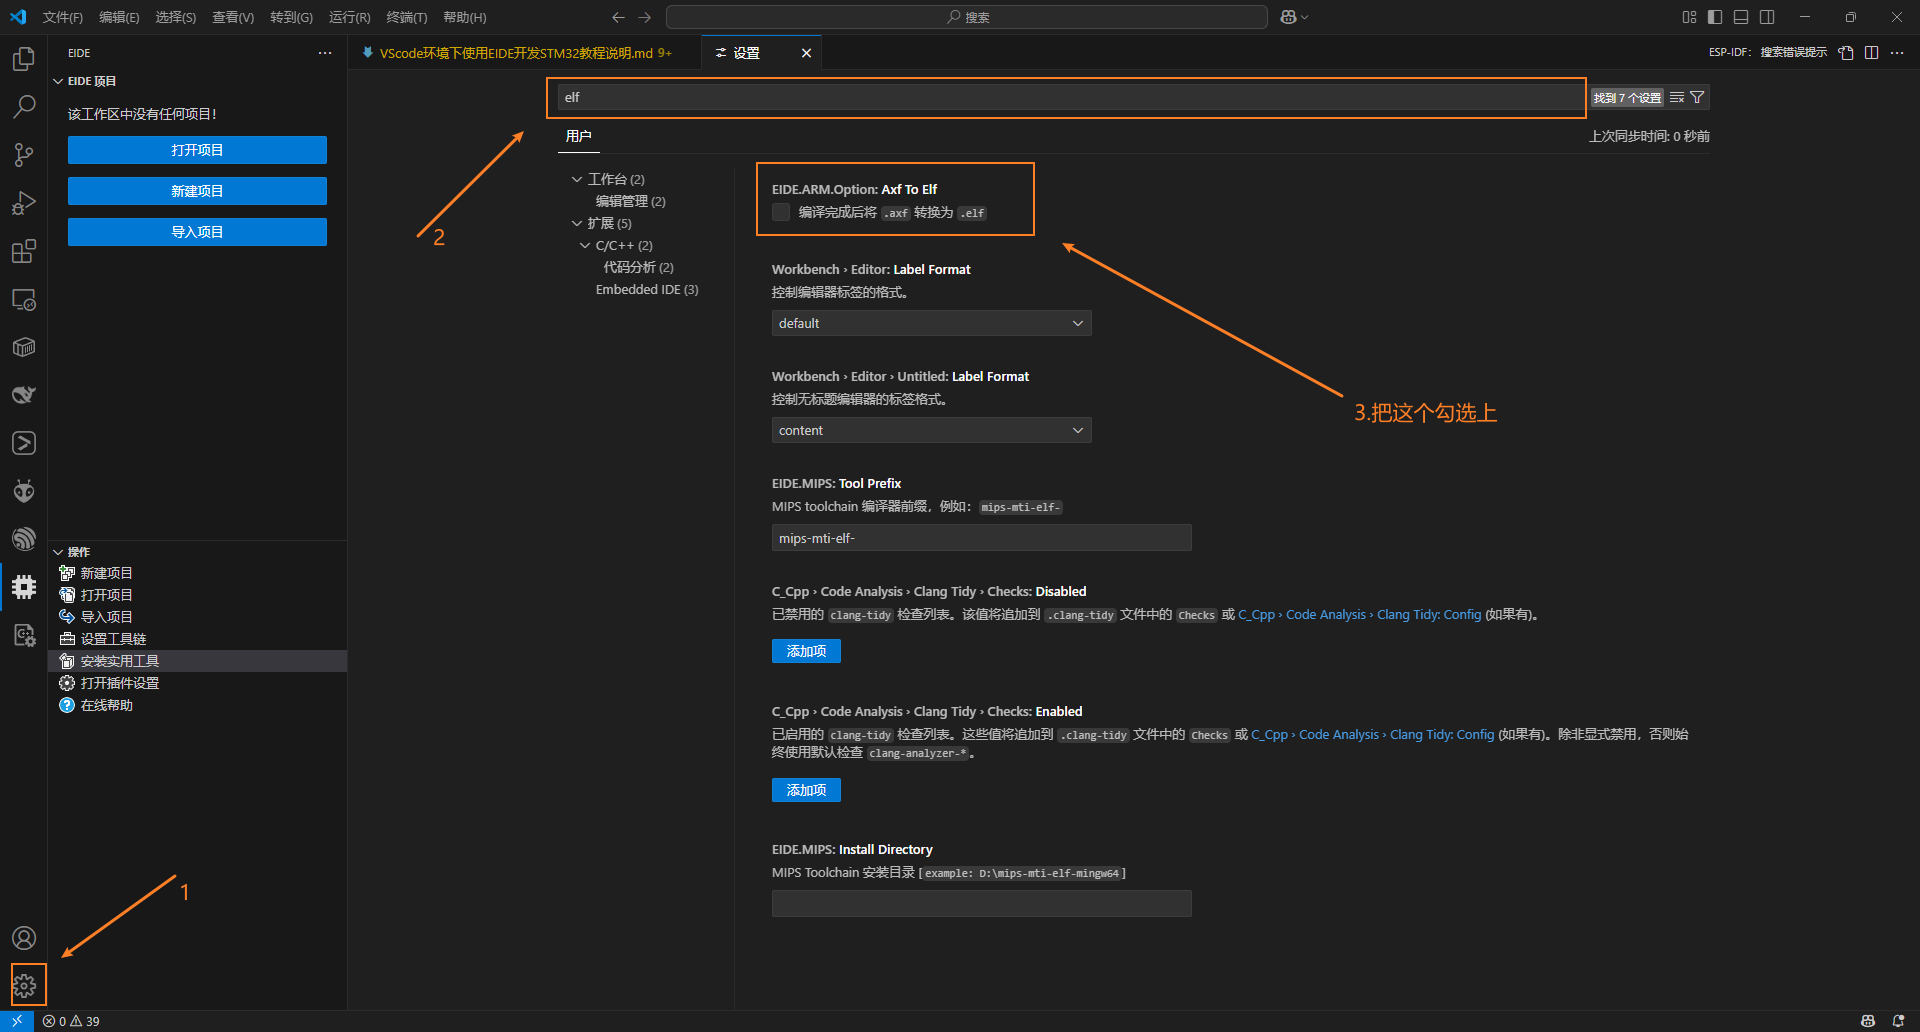 文件(F) 编辑(E) 选择(S) 查看(V) 转到(G) 运行(R) 终端(T) 帮助(H)
搜索
EIDE
VScode环境下使用EIDE开发STM32教程说明.md 9+
设置
ESP-IDF: 搜索错误提示
EIDE 项目
该工作区中没有任何项目!
打开项目
新建项目
导入项目
操作
新建项目
打开项目
导入项目
设置工具链
安装实用工具
打开插件设置
在线帮助
1
elf
找到 7 个设置
用户
上次同步时间: 0 秒前
2
工作台 (2)
编辑管理 (2)
扩展 (5)
C/C++ (2)
代码分析 (2)
Embedded IDE (3)
EIDE.ARM.Option: Axf To Elf
编译完成后将 .axf 转换为 .elf
3.把这个勾选上
Workbench › Editor: Label Format
控制编辑器标签的格式。
default
Workbench › Editor › Untitled: Label Format
控制无标题编辑器的标签格式。
content
EIDE.MIPS: Tool Prefix
MIPS toolchain 编译器前缀，例如： mips-mti-elf-
mips-mti-elf-
C_Cpp › Code Analysis › Clang Tidy › Checks: Disabled
已禁用的 clang-tidy 检查列表。该值将追加到 .clang-tidy 文件中的 Checks 或 C_Cpp › Code Analysis › Clang Tidy: Config (如果有)。
添加项
C_Cpp › Code Analysis › Clang Tidy › Checks: Enabled
已启用的 clang-tidy 检查列表。这些值将追加到 .clang-tidy 文件中的 Checks 或 C_Cpp › Code Analysis › Clang Tidy: Config (如果有)。除非显式禁用，否则始
终使用默认检查 clang-analyzer-*。
添加项
EIDE.MIPS: Install Directory
MIPS Toolchain 安装目录 [example: D:\mips-mti-elf-mingw64]
0 39